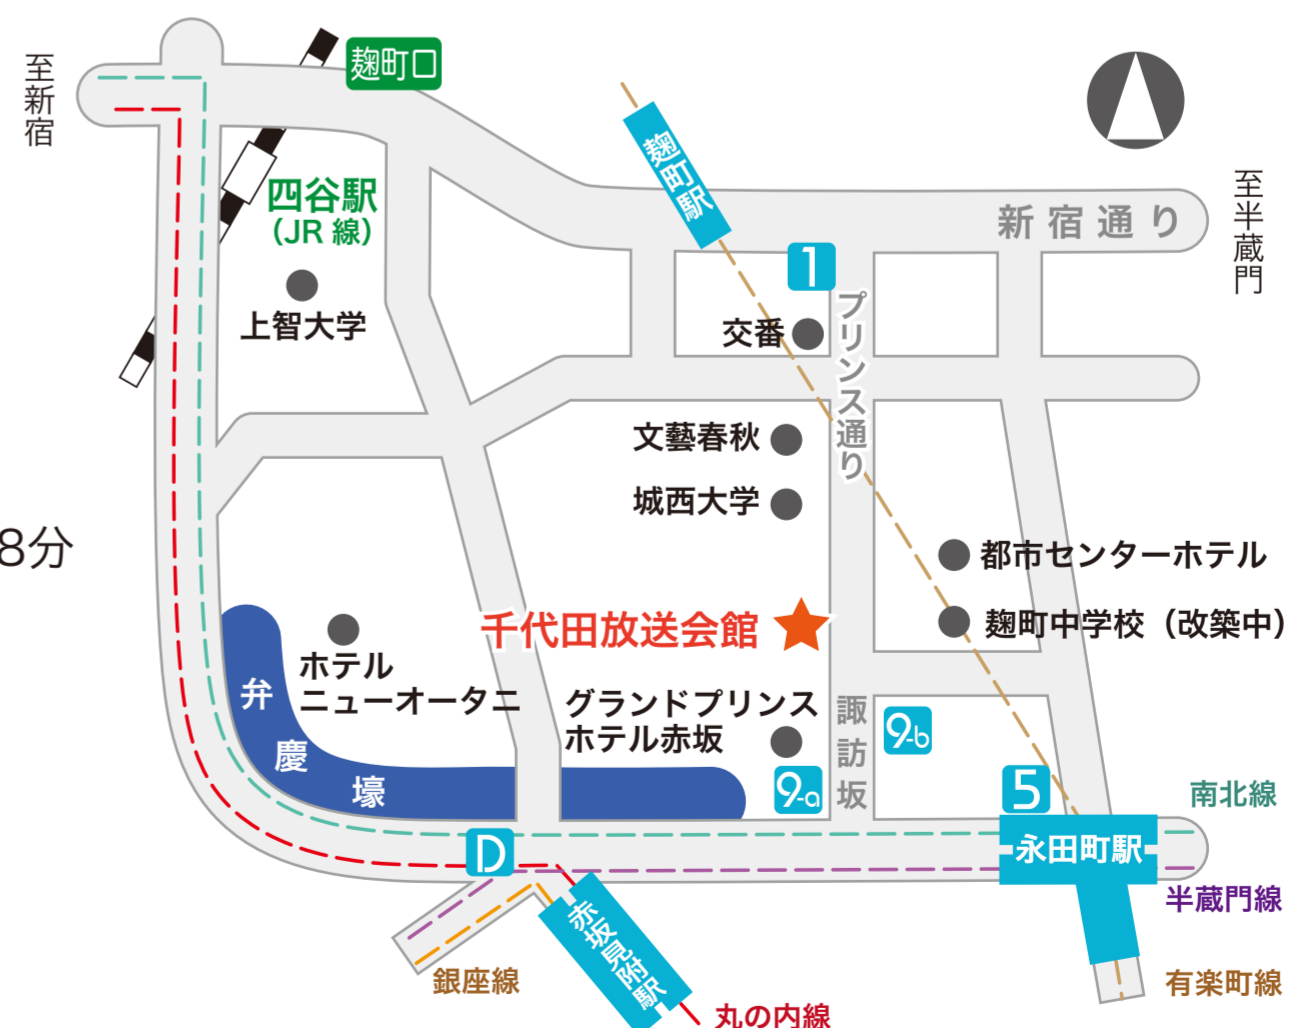 至新宿
麹町口
四谷駅
（JR 線）
上智大学
麹町駅
新宿通り
至半蔵門
1
交番
プリンス通り
文藝春秋
城西大学
8分
都市センターホテル
千代田放送会館
麹町中学校（改築中）
ホテル
ニューオータニ
グランドプリンス
ホテル赤坂
弁慶壕
諏訪坂
9-b
9-a
5
南北線
D
永田町駅
半蔵門線
赤坂見附駅
銀座線
有楽町線
丸の内線